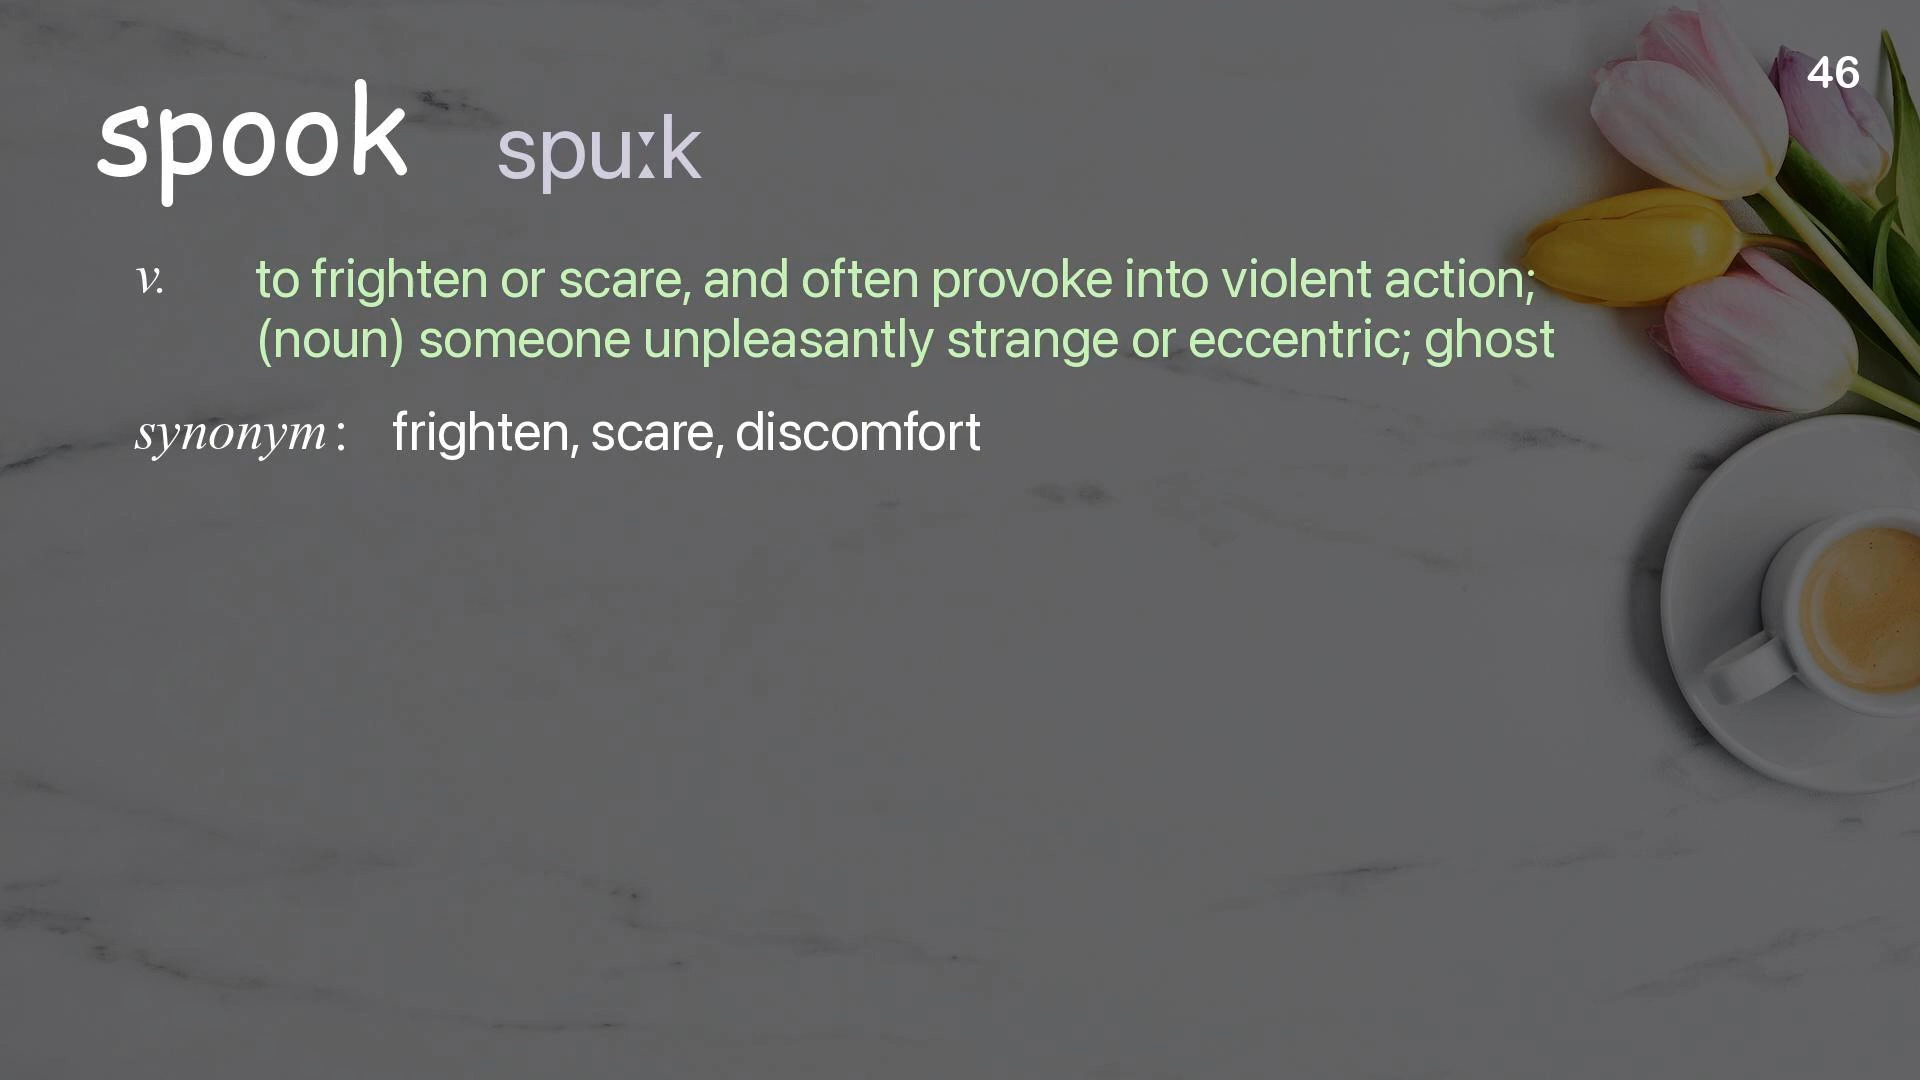 46
spook spuːk
v. to frighten or scare, and often provoke into violent action;
(noun) someone unpleasantly strange or eccentric; ghost
synonym : frighten, scare, discomfort